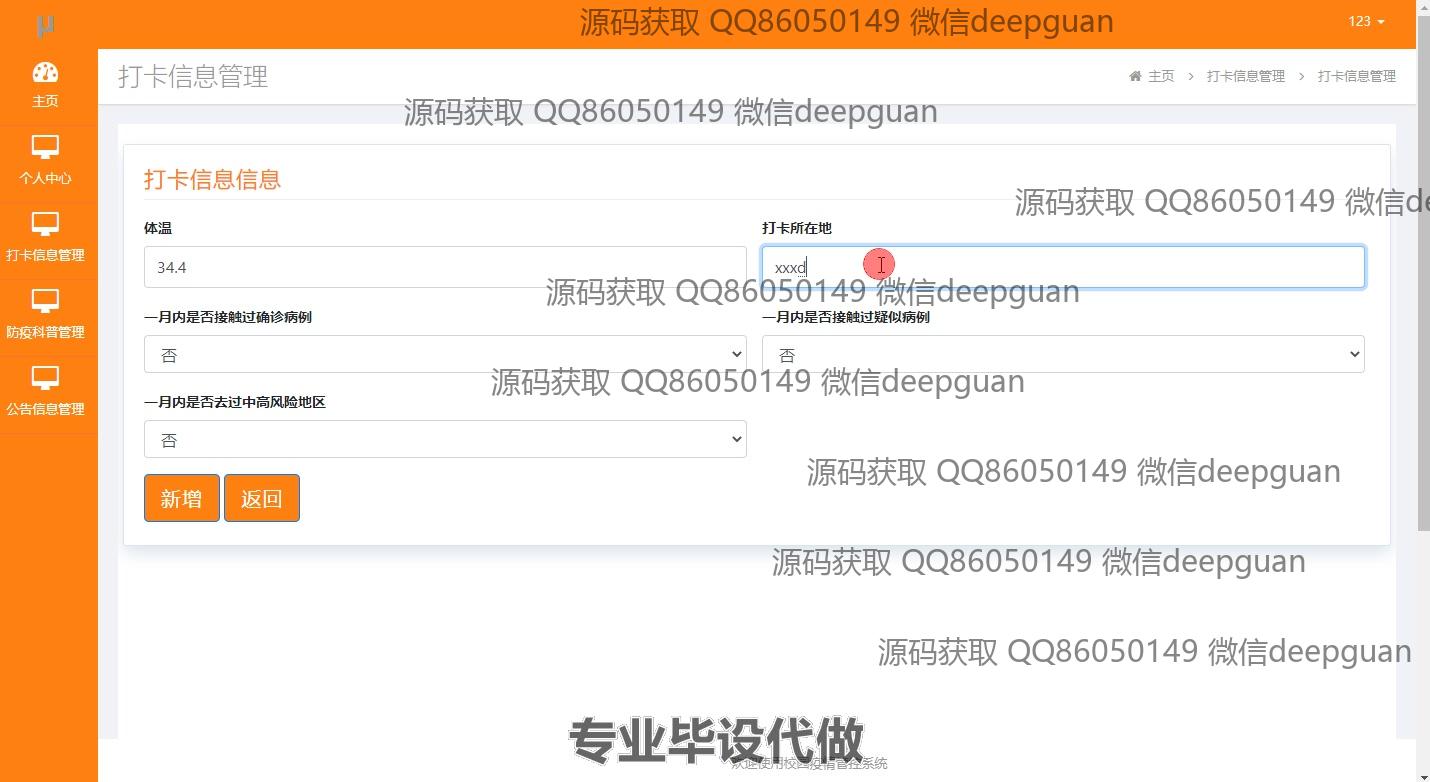 μ
源码获取 QQ86050149 微信deepguan
123
主页
打卡信息管理
主页 > 打卡信息管理 > 打卡信息管理
源码获取 QQ86050149 微信deepguan
个人中心
打卡信息信息
源码获取 QQ86050149 微信de
体温
打卡所在地
打卡信息管理
34.4
xxxd
源码获取 QQ86050149 微信deepguan
一月内是否接触过确诊病例
一月内是否接触过疑似病例
防疫科普管理
否
否
源码获取 QQ86050149 微信deepguan
一月内是否去过中高风险地区
公告信息管理
否
源码获取 QQ86050149 微信deepguan
新增
返回
源码获取 QQ86050149 微信deepguan
源码获取 QQ86050149 微信deepguan
专业毕设代做
欢迎使用校园疫情管控系统